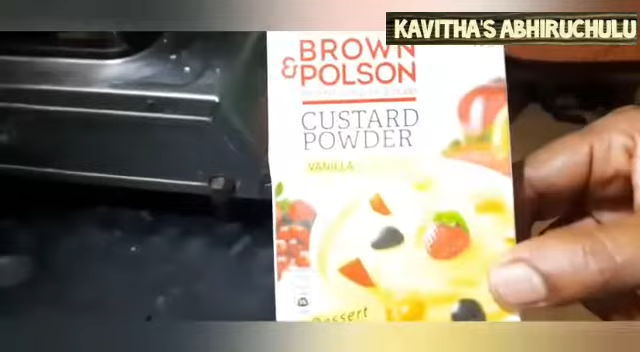 KAVITHA'S ABHIRUCHULU
BROWN
& POLSON
CUSTARD
POWDER
VANILLA
Dessert